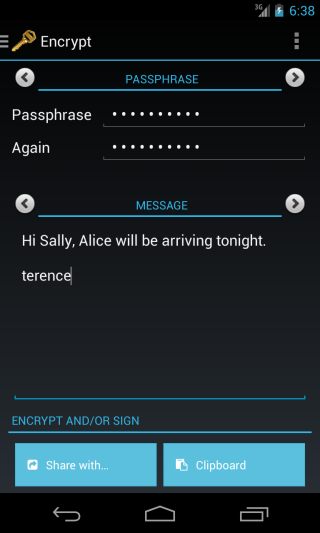 3G 6:38
Encrypt
PASSPHRASE
Passphrase ••••••••••
Again ••••••••••
MESSAGE
Hi Sally, Alice will be arriving tonight.
terence
ENCRYPT AND/OR SIGN
Share with... Clipboard